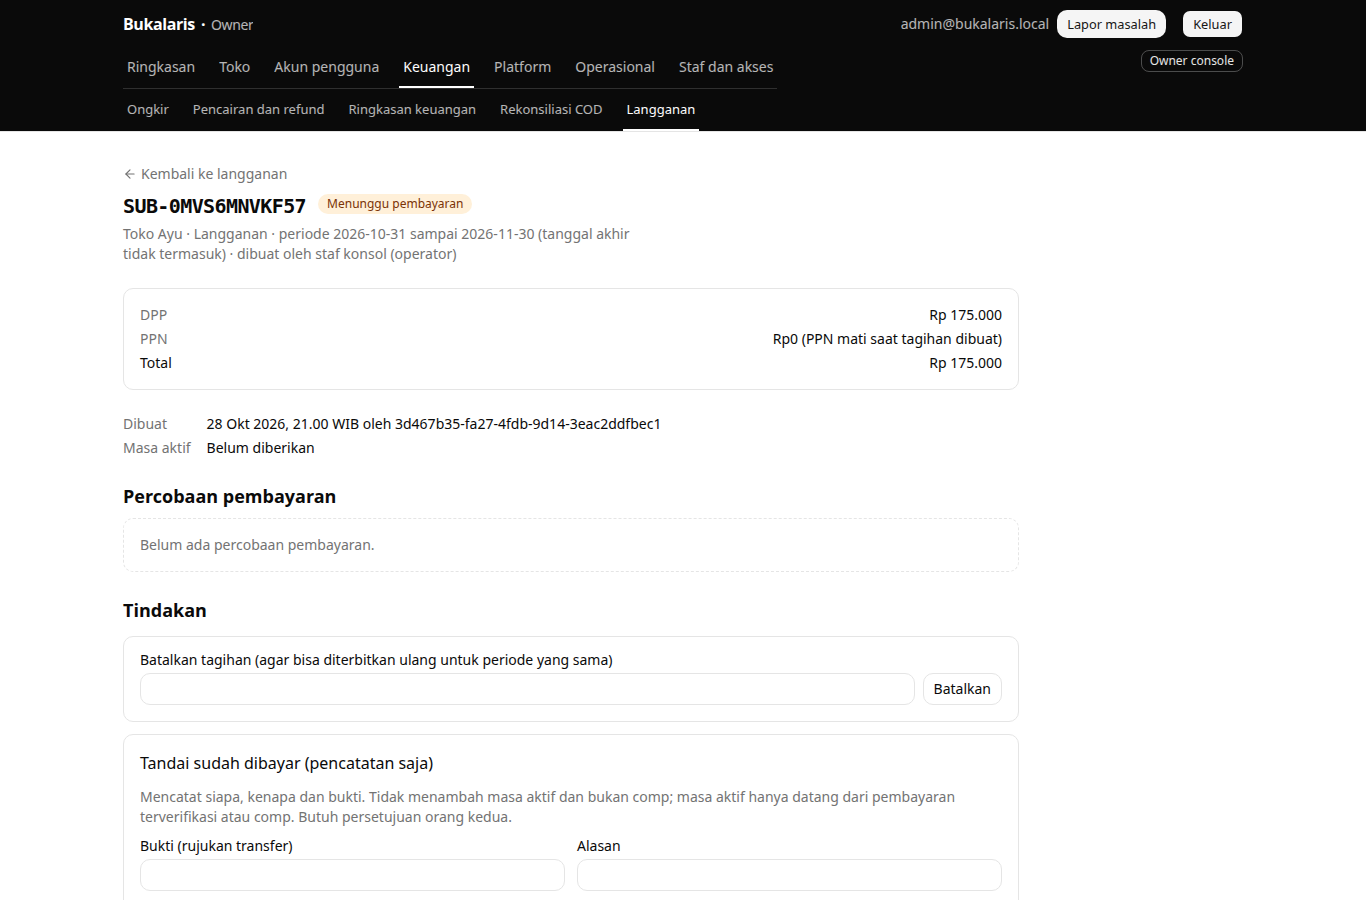 Bukalaris · Owner
admin@bukalaris.local
Lapor masalah
Keluar
Ringkasan
Toko
Akun pengguna
Keuangan
Platform
Operasional
Staf dan akses
Owner console
Ongkir
Pencairan dan refund
Ringkasan keuangan
Rekonsiliasi COD
Langganan
← Kembali ke langganan
SUB-0MVS6MNVKF57
Menunggu pembayaran
Toko Ayu · Langganan · periode 2026-10-31 sampai 2026-11-30 (tanggal akhir
tidak termasuk) · dibuat oleh staf konsol (operator)
DPP Rp 175.000
PPN Rp0 (PPN mati saat tagihan dibuat)
Total Rp 175.000
Dibuat 28 Okt 2026, 21.00 WIB oleh 3d467b35-fa27-4fdb-9d14-3eac2ddfbec1
Masa aktif Belum diberikan
Percobaan pembayaran
Belum ada percobaan pembayaran.
Tindakan
Batalkan tagihan (agar bisa diterbitkan ulang untuk periode yang sama)
Batalkan
Tandai sudah dibayar (pencatatan saja)
Mencatat siapa, kenapa dan bukti. Tidak menambah masa aktif dan bukan comp; masa aktif hanya datang dari pembayaran
terverifikasi atau comp. Butuh persetujuan orang kedua.
Bukti (rujukan transfer)
Alasan